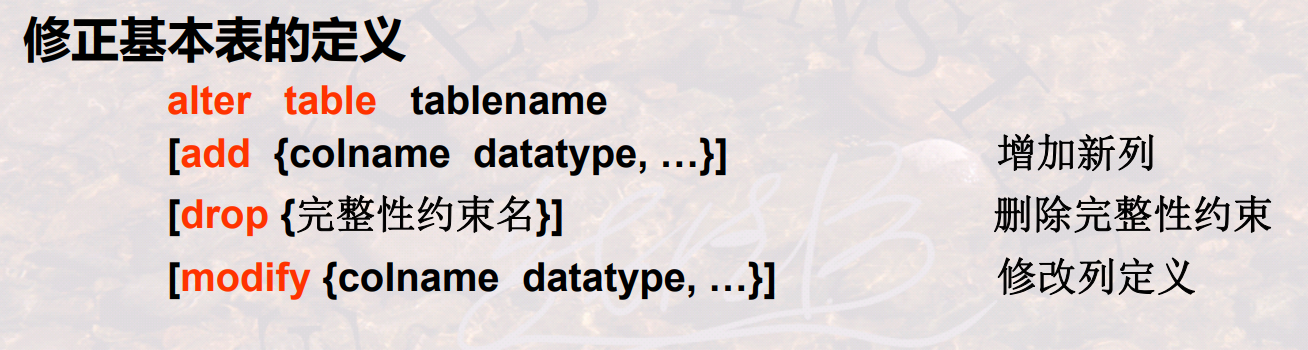 修正基本表的定义
alter table tablename
[add {colname datatype, …}] 增加新列
[drop {完整性约束名}] 删除完整性约束
[modify {colname datatype, …}] 修改列定义